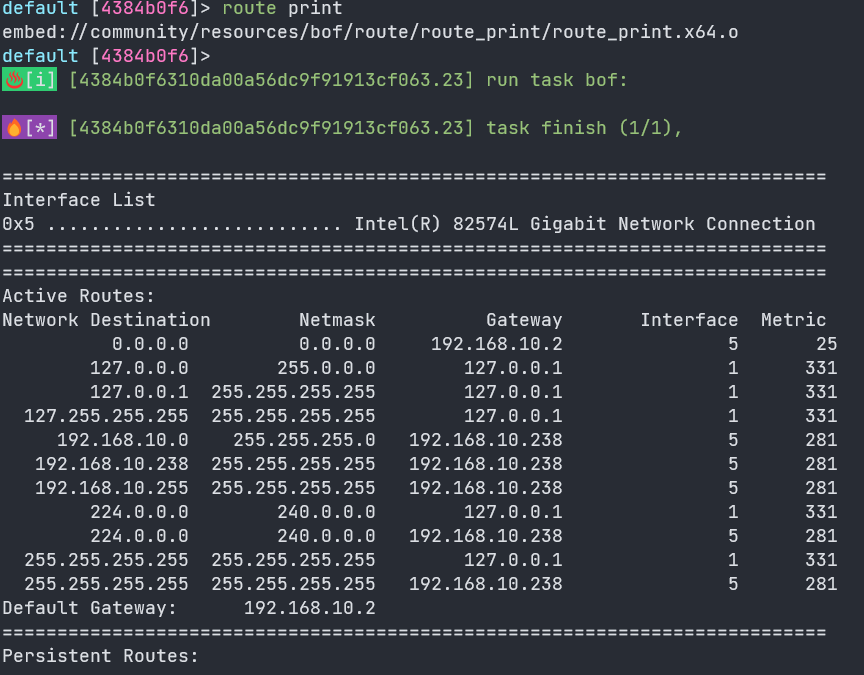 default [4384b0f6]> route print
embed://community/resources/bof/route/route_print/route_print.x64.o
default [4384b0f6]>
♨️[i] [4384b0f6310da00a56dc9f91913cf063.23] run task bof:
🔥[*] [4384b0f6310da00a56dc9f91913cf063.23] task finish (1/1),
===========================================================================
Interface List
0x5 ........................... Intel(R) 82574L Gigabit Network Connection
===========================================================================
===========================================================================
Active Routes:
Network Destination        Netmask          Gateway       Interface  Metric
          0.0.0.0          0.0.0.0     192.168.10.2               5       25
        127.0.0.0        255.0.0.0        127.0.0.1               1      331
        127.0.0.1  255.255.255.255        127.0.0.1               1      331
  127.255.255.255  255.255.255.255        127.0.0.1               1      331
     192.168.10.0    255.255.255.0   192.168.10.238               5      281
   192.168.10.238  255.255.255.255   192.168.10.238               5      281
   192.168.10.255  255.255.255.255   192.168.10.238               5      281
        224.0.0.0        240.0.0.0        127.0.0.1               1      331
        224.0.0.0        240.0.0.0   192.168.10.238               5      281
  255.255.255.255  255.255.255.255        127.0.0.1               1      331
  255.255.255.255  255.255.255.255   192.168.10.238               5      281
Default Gateway:      192.168.10.2
===========================================================================
Persistent Routes: